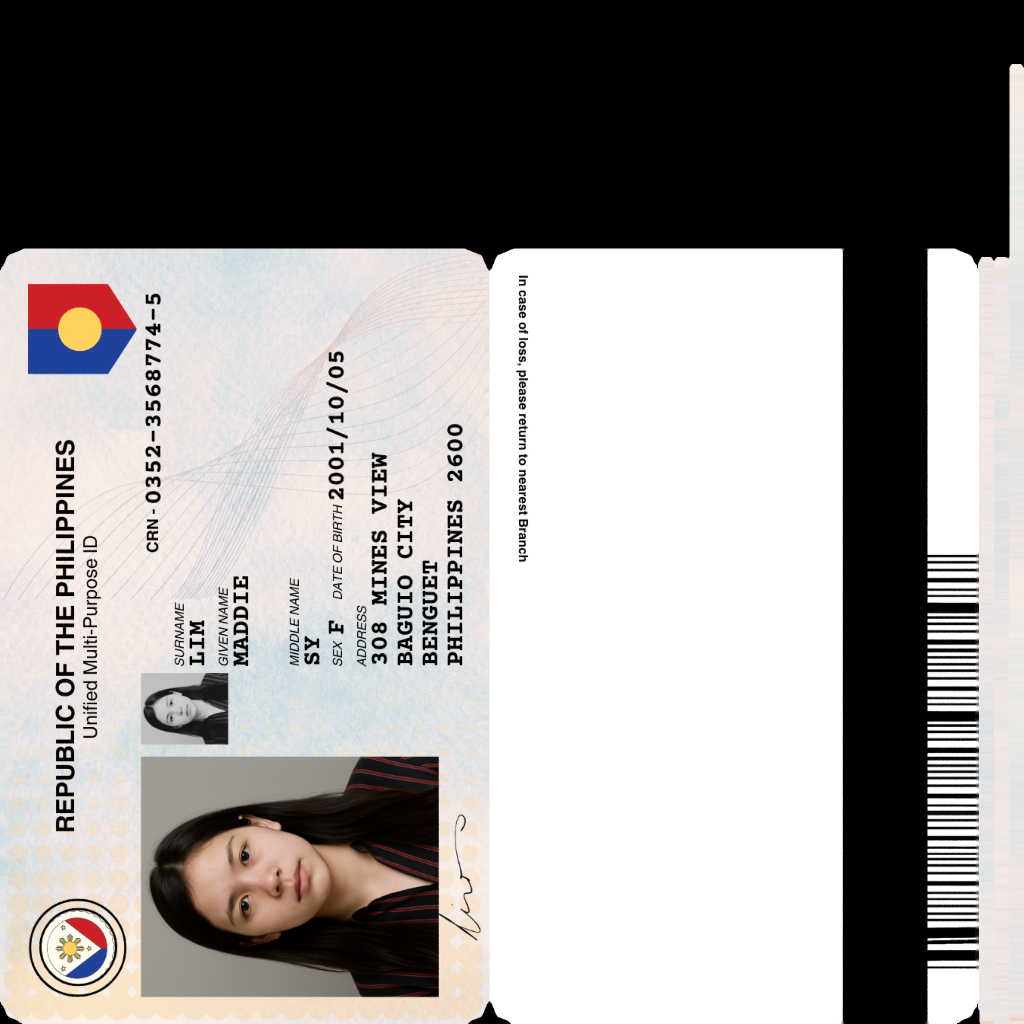 REPUBLIC OF THE PHILIPPINES
Unified Multi-Purpose ID
CRN - 0352-3568774-5
SURNAME
LIM
GIVEN NAME
MADDIE
MIDDLE NAME
SY
SEX F DATE OF BIRTH 2001/10/05
ADDRESS
308 MINES VIEW
BAGUIO CITY
BENGUET
PHILIPPINES 2600
In case of loss, please return to nearest Branch